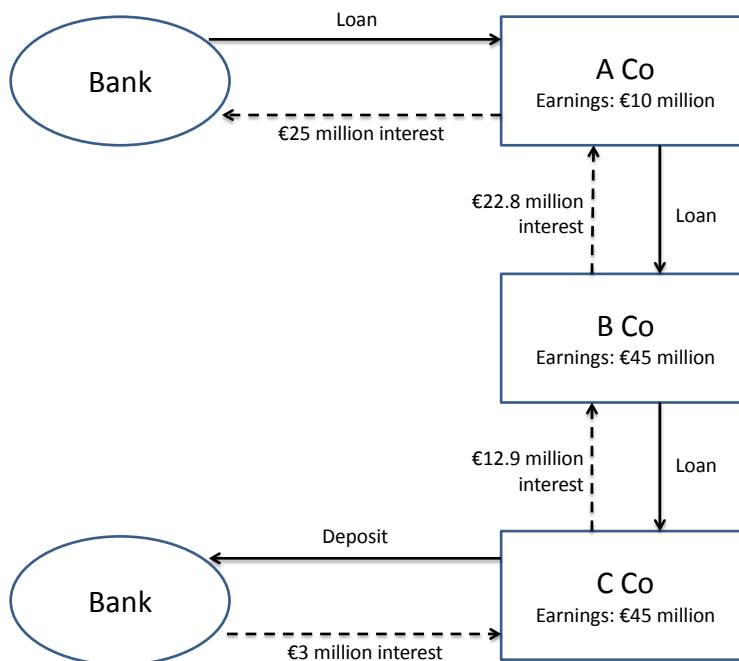 Loan
Bank
A Co
Earnings: €10 million
€25 million interest
€22.8 million
interest
Loan
B Co
Earnings: €45 million
€12.9 million
interest
Loan
Deposit
Bank
C Co
Earnings: €45 million
€3 million interest